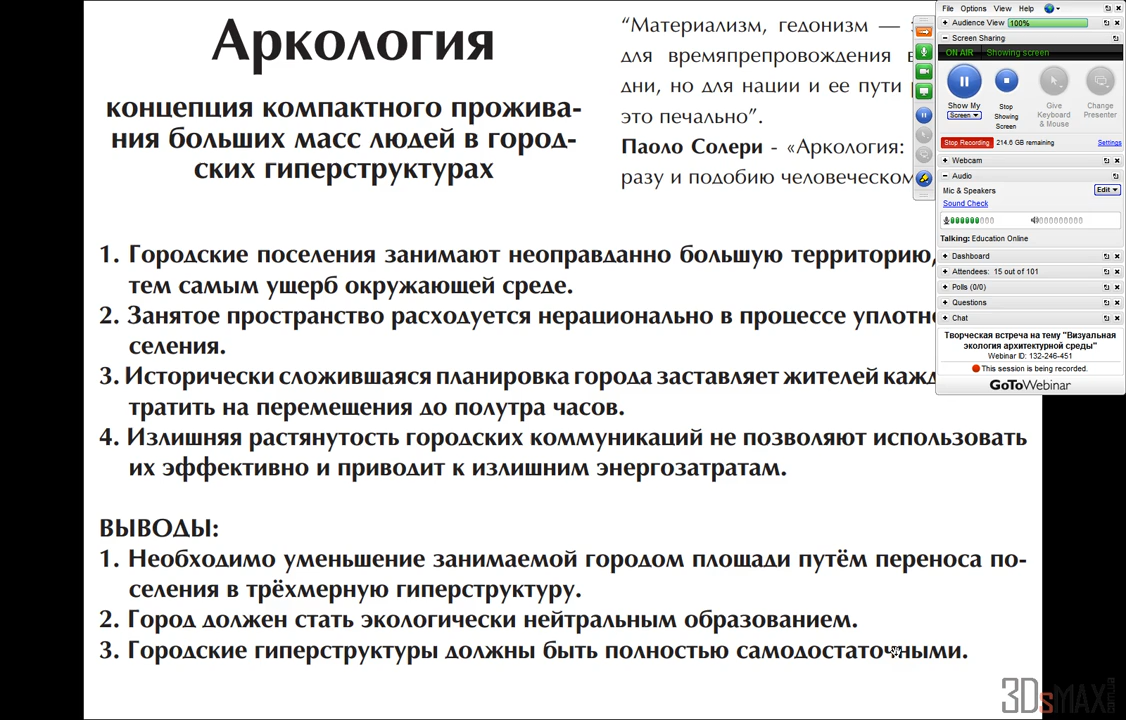 Аркология
концепция компактного прожива-
ния больших масс людей в город-
ских гиперструктурах
“Материализм, гедонизм —
для времяпрепровождения в
дни, но для нации и ее пути
это печально”.
Паоло Солери - «Аркология:
разу и подобию человеческом
1. Городские поселения занимают неоправданно большую территорию,
тем самым ущерб окружающей среде.
2. Занятое пространство расходуется нерационально в процессе уплотн
селения.
3. Исторически сложившаяся планировка города заставляет жителей кажд
тратить на перемещения до полутра часов.
4. Излишняя растянутость городских коммуникаций не позволяют использовать
их эффективно и приводит к излишним энергозатратам.
ВЫВОДЫ:
1. Необходимо уменьшение занимаемой городом площади путём переноса по-
селения в трёхмерную гиперструктуру.
2. Город должен стать экологически нейтральным образованием.
3. Городские гиперструктуры должны быть полностью самодостаточными.
File Options View Help
Audience View 100%
Screen Sharing
ON AIR Showing screen
Show My
Screen
Stop
Showing
Screen
Give
Keyboard
& Mouse
Change
Presenter
Stop Recording 214.6 GB remaining Settings
Webcam
Audio
Mic & Speakers Edit
Sound Check
Talking: Education Online
Dashboard
Attendees: 15 out of 101
Polls (0/0)
Questions
Chat
Творческая встреча на тему "Визуальная
экология архитектурной среды"
Webinar ID: 132-246-451
This session is being recorded.
GoToWebinar
3DsMAX.com.ua